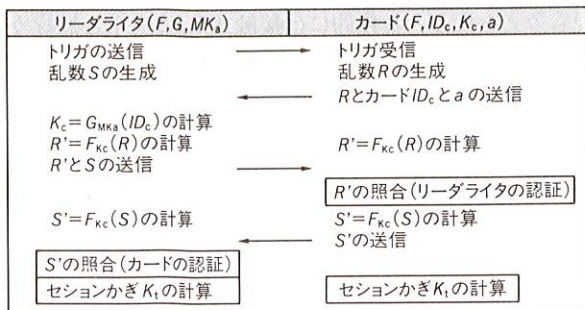 リーダライタ(F,G,MKa) カード(F,IDc,Kc,a)
トリガの送信 トリガ受信
乱数Sの生成 乱数Rの生成
RとカードIDcとaの送信
Kc=GMKa(IDc)の計算
R'=FKc(R)の計算 R'=FKc(R)の計算
R'とSの送信
R'の照合(リーダライタの認証)
S'=FKc(S)の計算 S'=FKc(S)の計算
S'の送信
S'の照合(カードの認証)
セションかぎKtの計算 セションかぎKtの計算